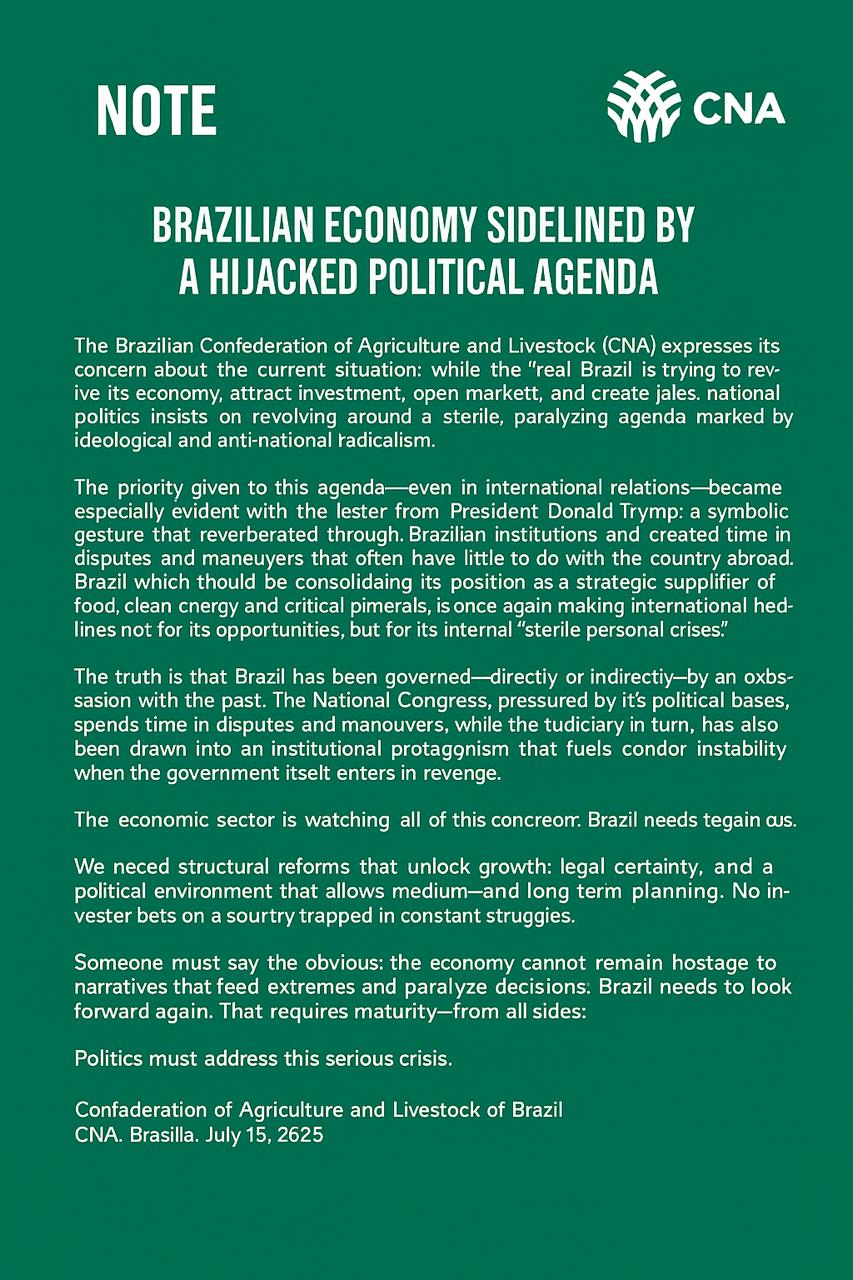 NOTE
CNA
BRAZILIAN ECONOMY SIDELINED BY
A HIJACKED POLITICAL AGENDA
The Brazilian Confederation of Agriculture and Livestock (CNA) expresses its
concern about the current situation: while the "real Brazil is trying to rev-
ive its economy, attract investment, open markett, and create jales. national
politics insists on revolving around a sterile, paralyzing agenda marked by
ideological and anti-national radicalism.
The priority given to this agenda—even in international relations—became
especially evident with the lester from President Donald Trymp: a symbolic
gesture that reverberated through. Brazilian institutions and created time in
disputes and maneuyers that often have little to do with the country abroad.
Brazil which thould be consolidaing its position as a strategic supplifier of
food, clean cnergy and critical pimerals, is once again making international hed-
lines not for its opportunities, but for its internal "sterile personal crises."
The truth is that Brazil has been governed—directiy or indirectiy—by an oxbs-
sasion with the past. The National Congress, pressured by it's political bases,
spends time in disputes and manouvers, while the tudiciary in turn, has also
been drawn into an institutional protagqnism that fuels condor instability
when the government itselt enters in revenge.
The economic sector is watching all of this concreom. Brazil needs tegain cus.
We neced structural reforms that unlock growth: legal certainty, and a
political environment that allows medium—and long term planning. No in-
vester bets on a sourtry trapped in constant struggies.
Someone must say the obvious: the economy cannot remain hostage to
narratives that feed extremes and paralyze decisions. Brazil needs to look
forward again. That requires maturity—from all sides:
Politics must address this serious crisis.
Confaderation of Agriculture and Livestock of Brazil
CNA. Brasilla. July 15, 2625